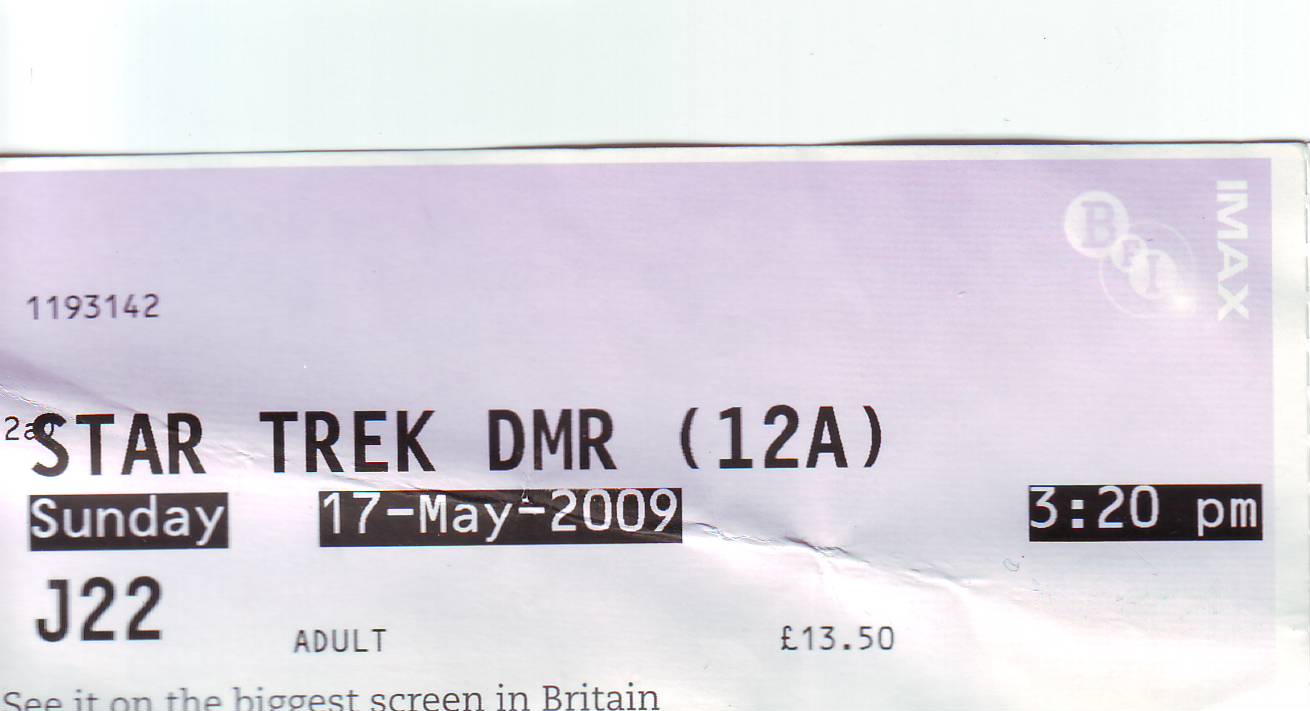 BFI IMAX
1193142
STAR TREK DMR (12A)
Sunday 17-May-2009 3:20 pm
J22 ADULT £13.50
See it on the biggest screen in Britain